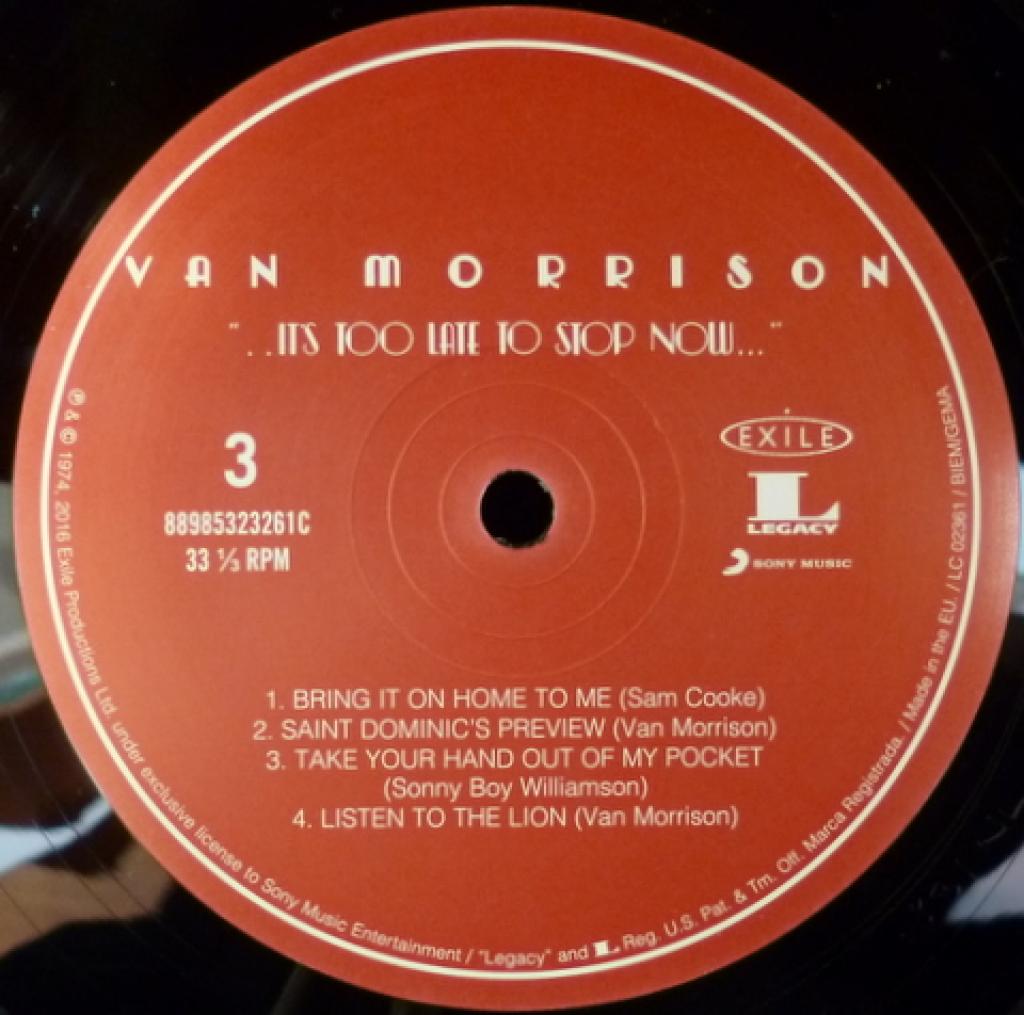 VAN MORRISON
"...IT'S TOO LATE TO STOP NOW..."
3
88985323261C
33 ⅓ RPM
EXILE
L
LEGACY
SONY MUSIC
1. BRING IT ON HOME TO ME (Sam Cooke)
2. SAINT DOMINIC'S PREVIEW (Van Morrison)
3. TAKE YOUR HAND OUT OF MY POCKET
(Sonny Boy Williamson)
4. LISTEN TO THE LION (Van Morrison)
℗ & © 1974, 2016 Exile Productions Ltd. under exclusive license to Sony Music Entertainment / "Legacy" and L Reg. U.S. Pat. & Tm. Off. Marca Registrada. / Made in the EU. / LC 02361 / BIEM/GEMA